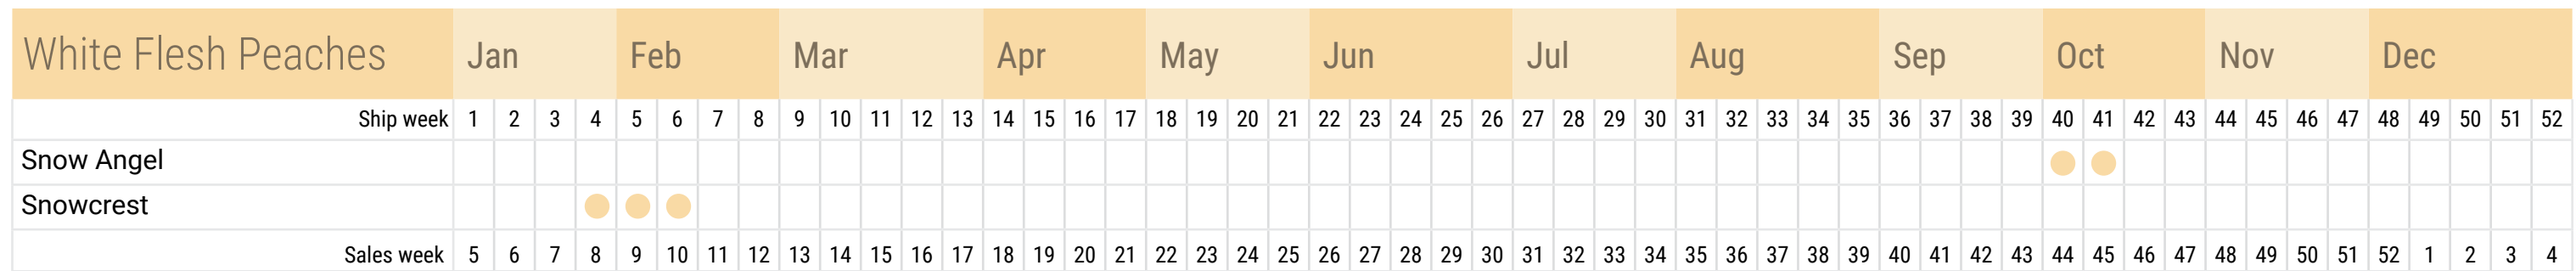 White Flesh Peaches Jan Feb Mar Apr May Jun Jul Aug Sep Oct Nov Dec
Ship week 1 2 3 4 5 6 7 8 9 10 11 12 13 14 15 16 17 18 19 20 21 22 23 24 25 26 27 28 29 30 31 32 33 34 35 36 37 38 39 40 41 42 43 44 45 46 47 48 49 50 51 52
Snow Angel
Snowcrest
Sales week 5 6 7 8 9 10 11 12 13 14 15 16 17 18 19 20 21 22 23 24 25 26 27 28 29 30 31 32 33 34 35 36 37 38 39 40 41 42 43 44 45 46 47 48 49 50 51 52 1 2 3 4